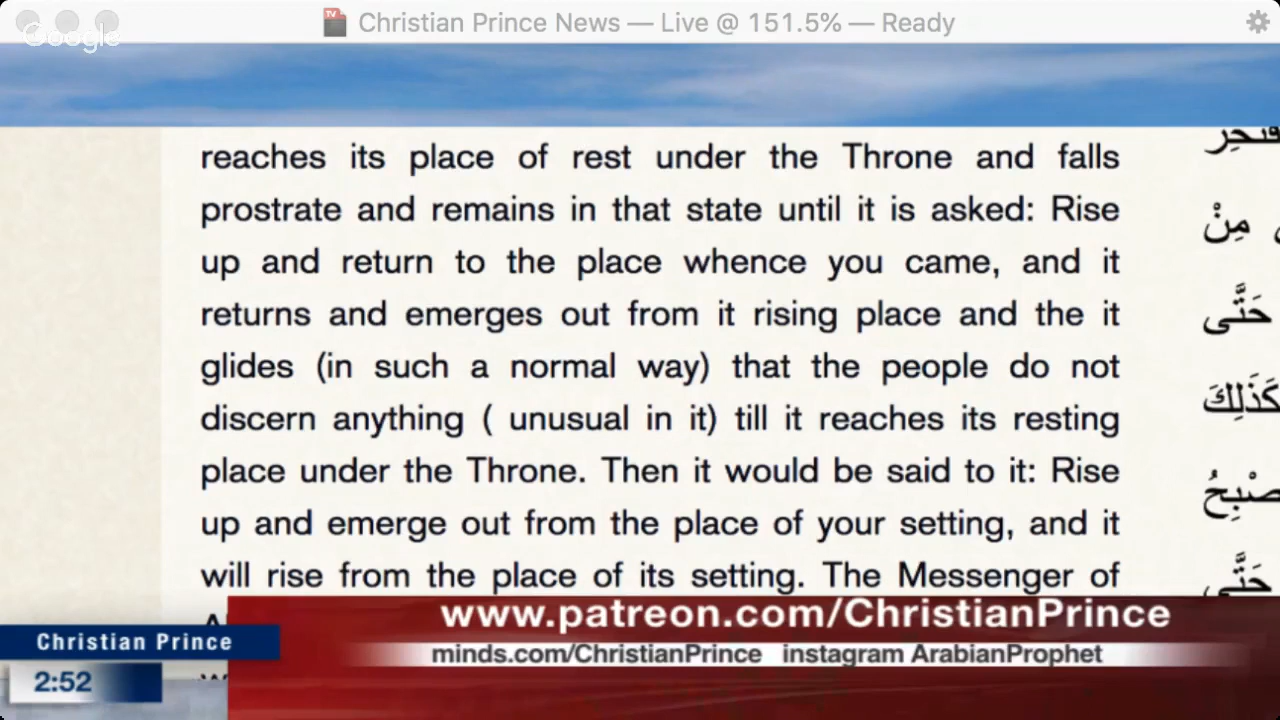 Christian Prince News — Live @ 151.5% — Ready
Google
reaches its place of rest under the Throne and falls
prostrate and remains in that state until it is asked: Rise
up and return to the place whence you came, and it
returns and emerges out from it rising place and the it
glides (in such a normal way) that the people do not
discern anything ( unusual in it) till it reaches its resting
place under the Throne. Then it would be said to it: Rise
up and emerge out from the place of your setting, and it
will rise from the place of its setting. The Messenger of
مِنْ
حَتَّى
كَذَلِكَ
حَتَّى
www.patreon.com/ChristianPrince
Christian Prince
minds.com/ChristianPrince instagram ArabianProphet
2:52